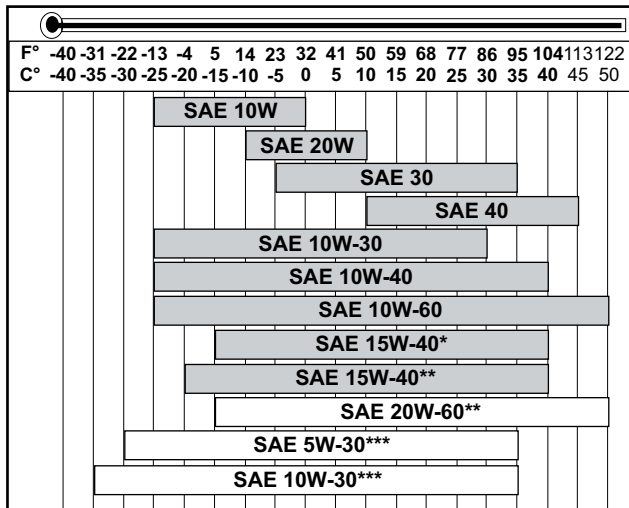 F° -40 -31 -22 -13 -4 5 14 23 32 41 50 59 68 77 86 95 104 113 122
C° -40 -35 -30 -25 -20 -15 -10 -5 0 5 10 15 20 25 30 35 40 45 50
SAE 10W
SAE 20W
SAE 30
SAE 40
SAE 10W-30
SAE 10W-40
SAE 10W-60
SAE 15W-40*
SAE 15W-40**
SAE 20W-60**
SAE 5W-30***
SAE 10W-30***